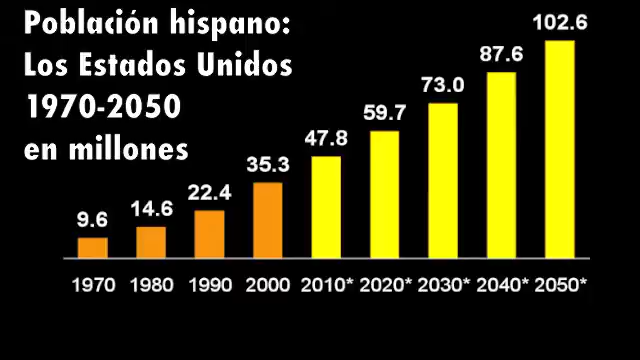 Población hispano:
Los Estados Unidos
1970-2050
en millones
9.6
14.6
22.4
35.3
47.8
59.7
73.0
87.6
102.6
1970 1980 1990 2000 2010* 2020* 2030* 2040* 2050*